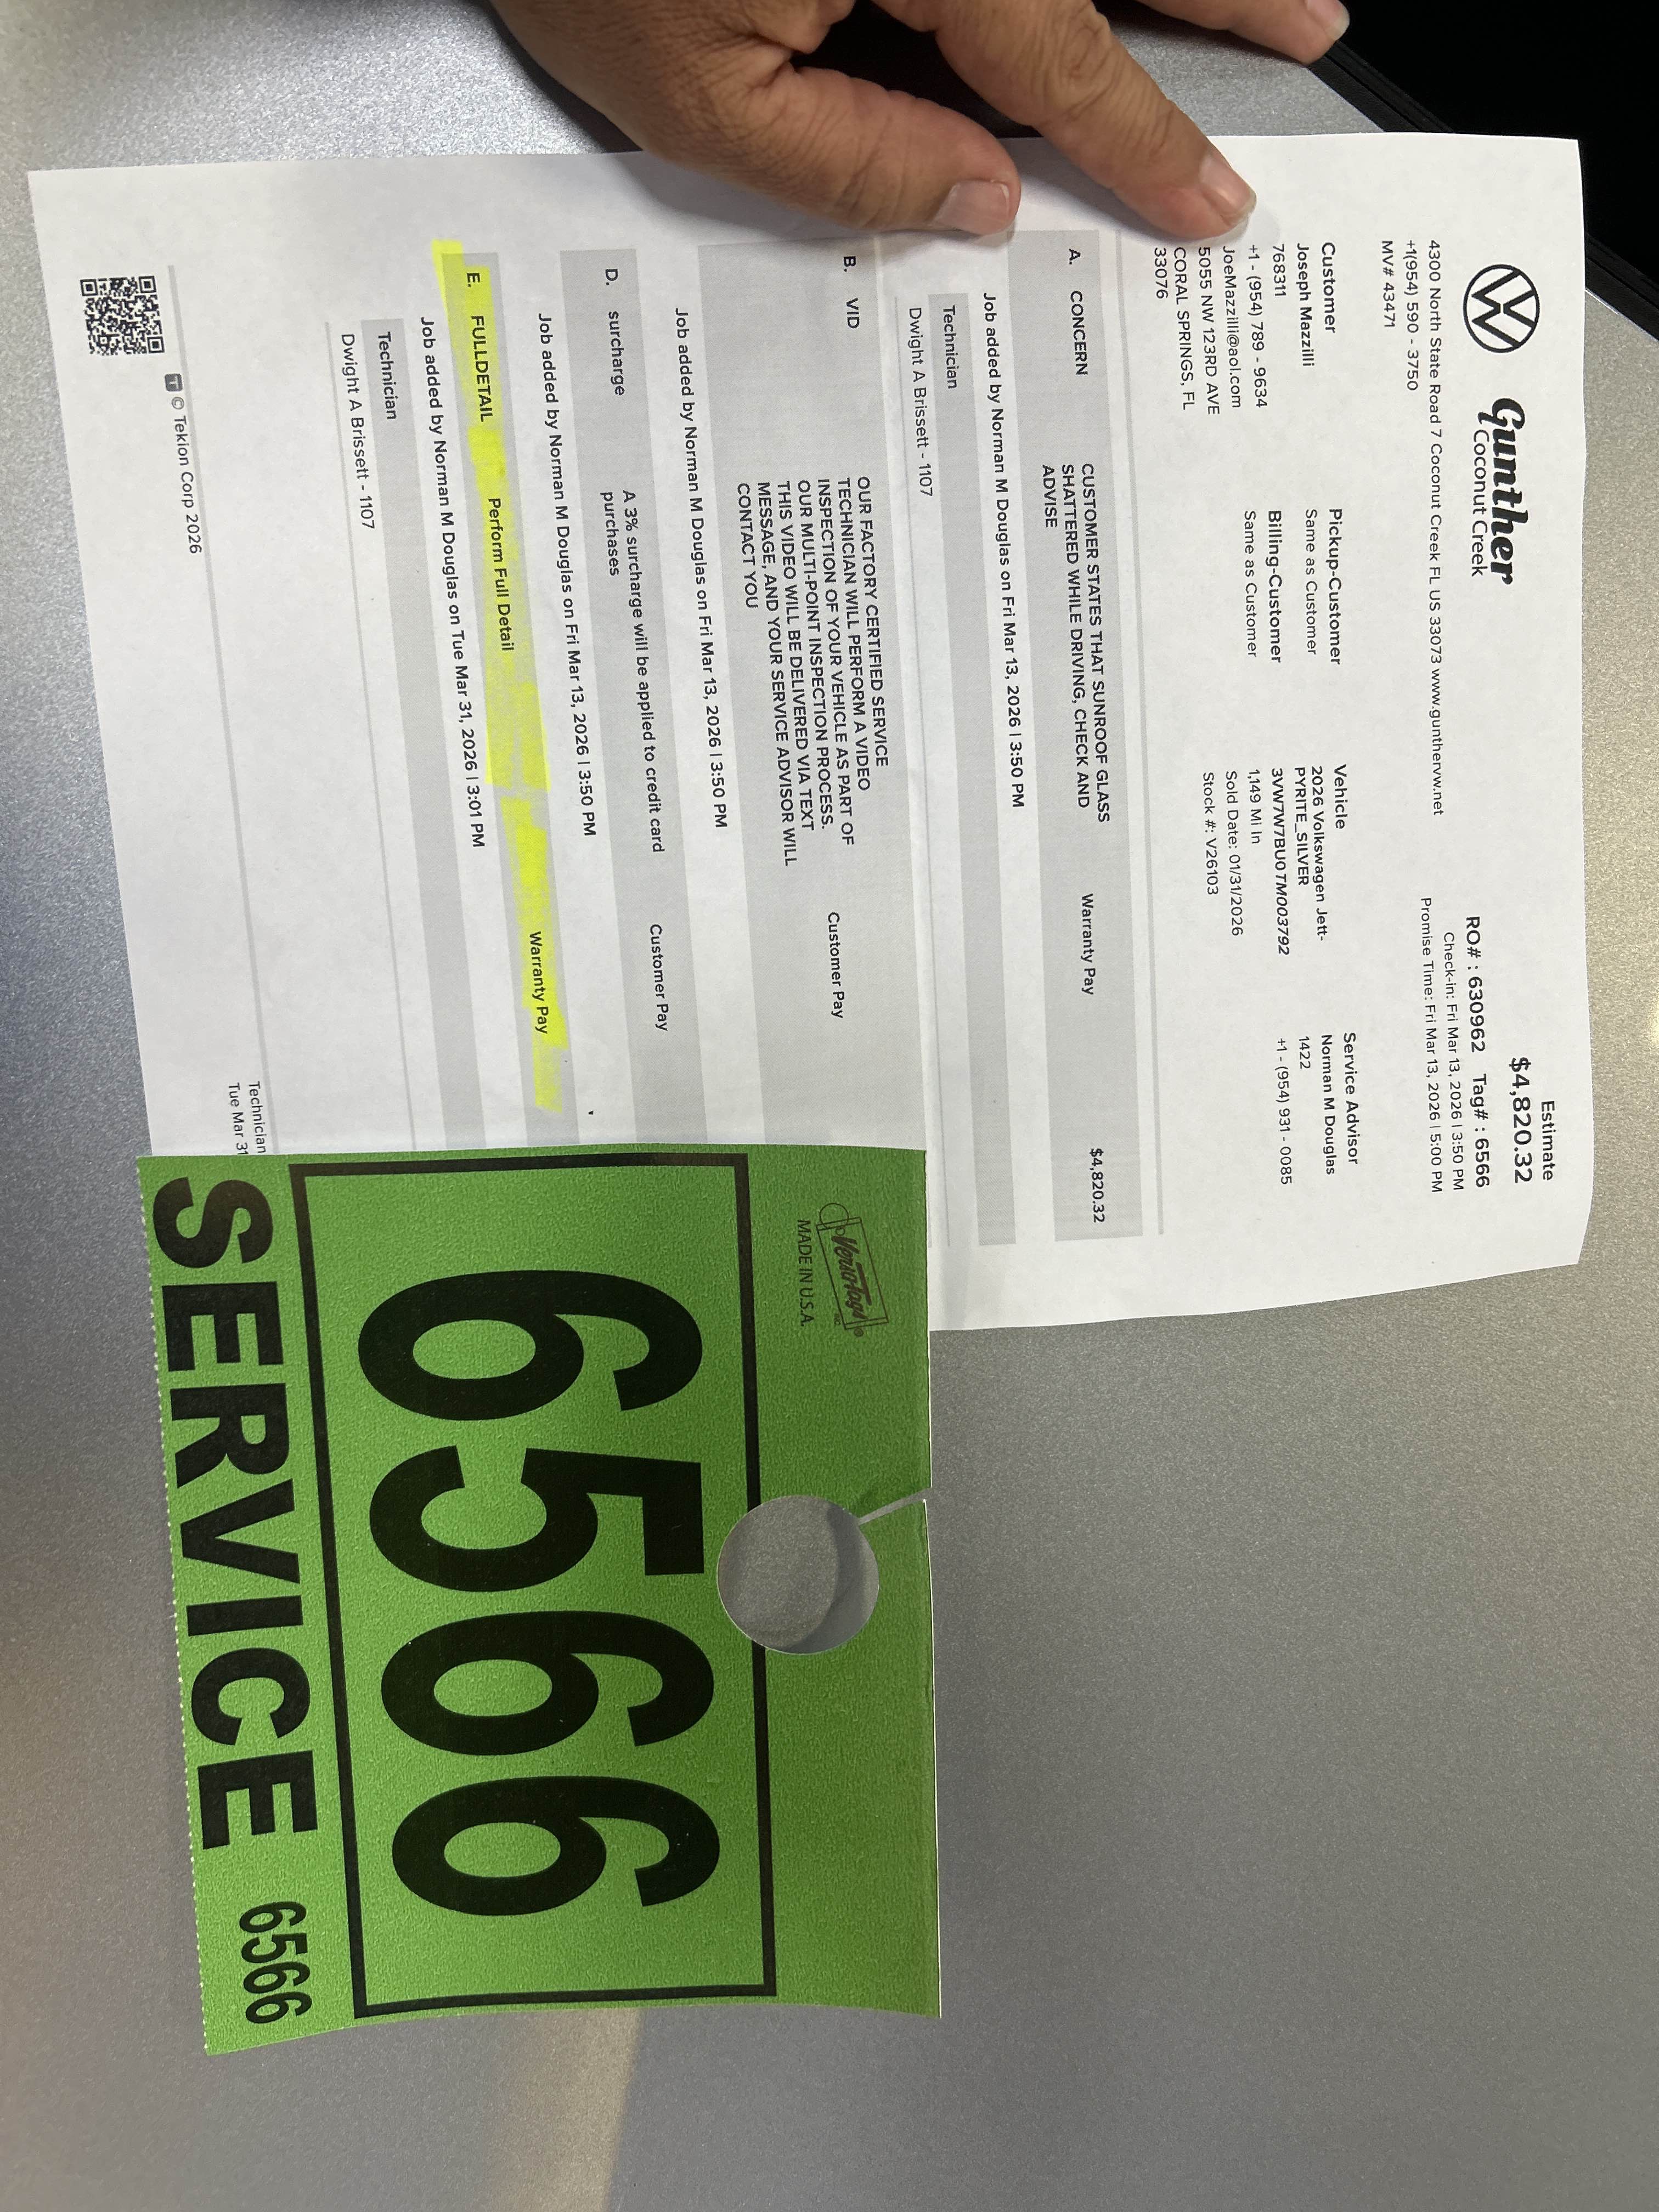 Gunther
Coconut Creek
4300 North State Road 7 Coconut Creek FL US 33073 www.gunthervw.net
+1(954) 590 - 3750
MV# 43471
Estimate
$4,820.32
RO# : 630962 Tag# : 6566
Check-in: Fri Mar 13, 2026 | 3:50 PM
Promise Time: Fri Mar 13, 2026 | 5:00 PM
Customer
Joseph Mazzilli
768311
+1 - (954) 789 - 9634
JoeMazzilli@aol.com
5055 NW 123RD AVE
CORAL SPRINGS, FL
33076
Pickup-Customer
Same as Customer
Billing-Customer
Same as Customer
Vehicle
2026 Volkswagen Jett-
PYRITE_SILVER
3VW7W7BU0TM003792
1,149 Mi In
Sold Date: 01/31/2026
Stock #: V26103
Service Advisor
Norman M Douglas
1422
+1 - (954) 931 - 0085
A. CONCERN CUSTOMER STATES THAT SUNROOF GLASS Warranty Pay $4,820.32
SHATTERED WHILE DRIVING, CHECK AND
ADVISE
Job added by Norman M Douglas on Fri Mar 13, 2026 | 3:50 PM
Technician
Dwight A Brissett - 1107
B. VID OUR FACTORY CERTIFIED SERVICE Customer Pay
TECHNICIAN WILL PERFORM A VIDEO
INSPECTION OF YOUR VEHICLE AS PART OF
OUR MULTI-POINT INSPECTION PROCESS.
THIS VIDEO WILL BE DELIVERED VIA TEXT
MESSAGE, AND YOUR SERVICE ADVISOR WILL
CONTACT YOU
Job added by Norman M Douglas on Fri Mar 13, 2026 | 3:50 PM
D. surcharge A 3% surcharge will be applied to credit card Customer Pay
purchases
Job added by Norman M Douglas on Fri Mar 13, 2026 | 3:50 PM
E. FULLDETAIL Perform Full Detail Warranty Pay
Job added by Norman M Douglas on Tue Mar 31, 2026 | 3:01 PM
Technician
Dwight A Brissett - 1107
Technician
Tue Mar 31
T © Tekion Corp 2026
VersaTags INC ®
MADE IN U.S.A.
6566
SERVICE 6566